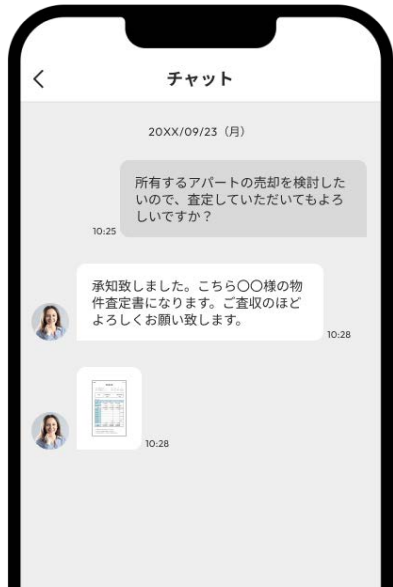 チャット
20XX/09/23（月）
所有するアパートの売却を検討した
いので、査定していただいてもよろ
しいですか？
10:25
承知致しました。こちら〇〇様の物
件査定書になります。ご査収のほど
よろしくお願い致します。
10:28
10:28